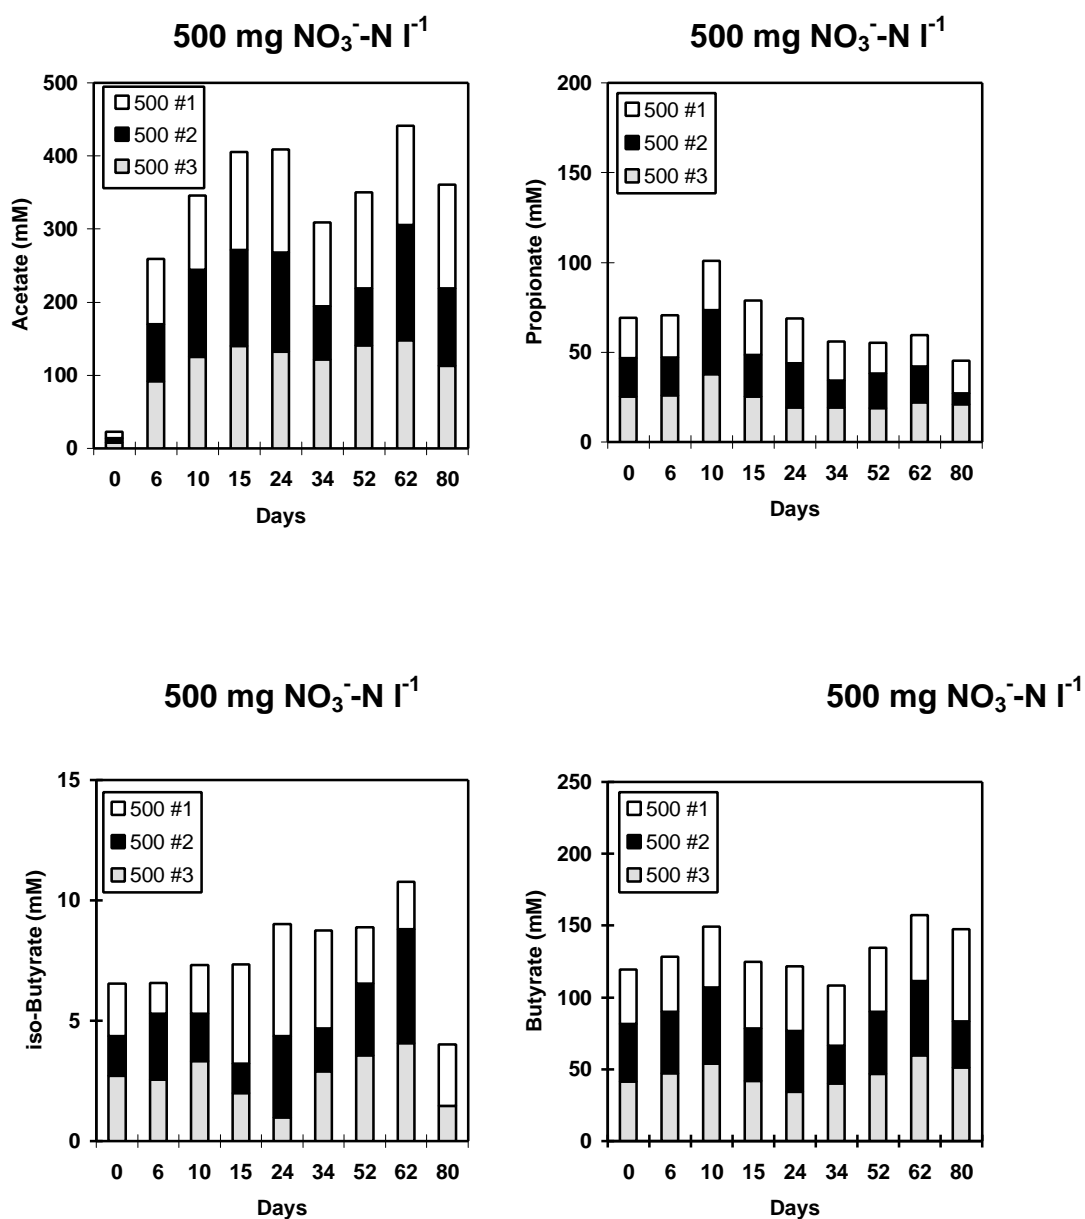 500 mg NO₃⁻-N l⁻¹
500
400
300
200
100
0
Acetate (mM)
500 #1
500 #2
500 #3
0 6 10 15 24 34 52 62 80
Days
500 mg NO₃⁻-N l⁻¹
200
150
100
50
0
Propionate (mM)
500 #1
500 #2
500 #3
0 6 10 15 24 34 52 62 80
Days
500 mg NO₃⁻-N l⁻¹
15
10
5
0
iso-Butyrate (mM)
500 #1
500 #2
500 #3
0 6 10 15 24 34 52 62 80
Days
500 mg NO₃⁻-N l⁻¹
250
200
150
100
50
0
Butyrate (mM)
500 #1
500 #2
500 #3
0 6 10 15 24 34 52 62 80
Days